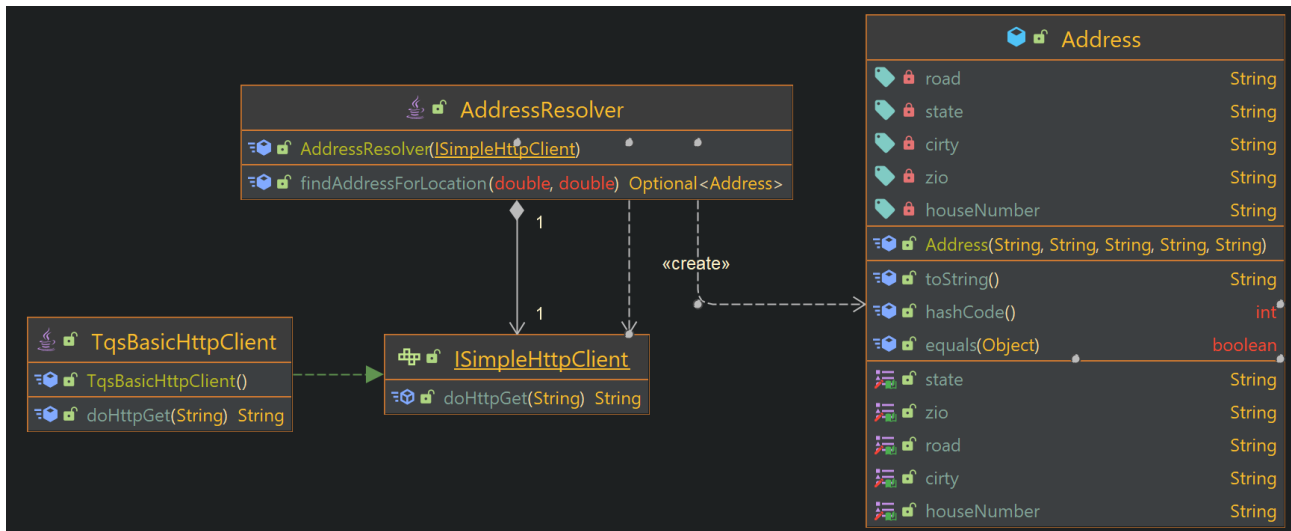 AddressResolver
AddressResolver(ISimpleHttpClient)
findAddressForLocation(double, double) Optional<Address>
1
«create»
1
TqsBasicHttpClient
TqsBasicHttpClient()
doHttpGet(String) String
ISimpleHttpClient
doHttpGet(String) String
Address
road String
state String
cirty String
zio String
houseNumber String
Address(String, String, String, String, String)
toString() String
hashCode() int
equals(Object) boolean
state String
zio String
road String
cirty String
houseNumber String